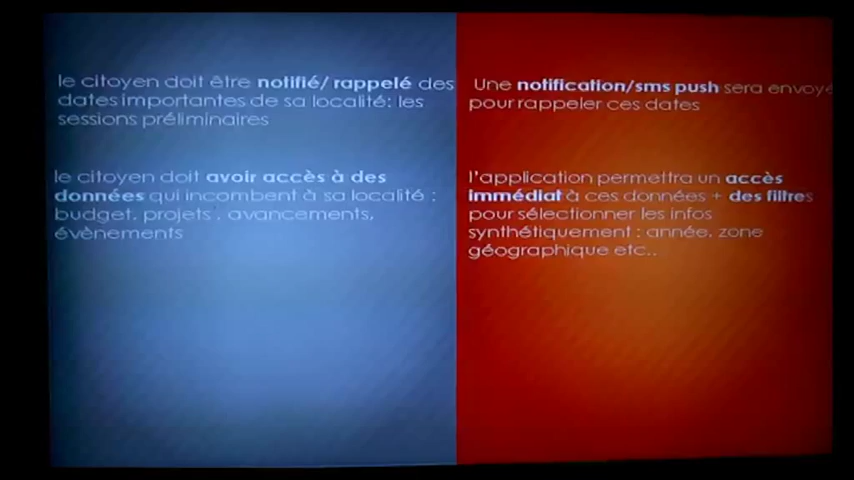 le citoyen doit être notifié/ rappelé des
dates importantes de sa localité: les
sessions préliminaires
le citoyen doit avoir accès à des
données qui incombent à sa localité :
budget, projets, avancements,
évènements
Une notification/sms push sera envoyé
pour rappeler ces dates
l'application permettra un accès
immédiat à ces données + des filtres
pour sélectionner les infos
synthétiquement : année, zone
géographique etc..